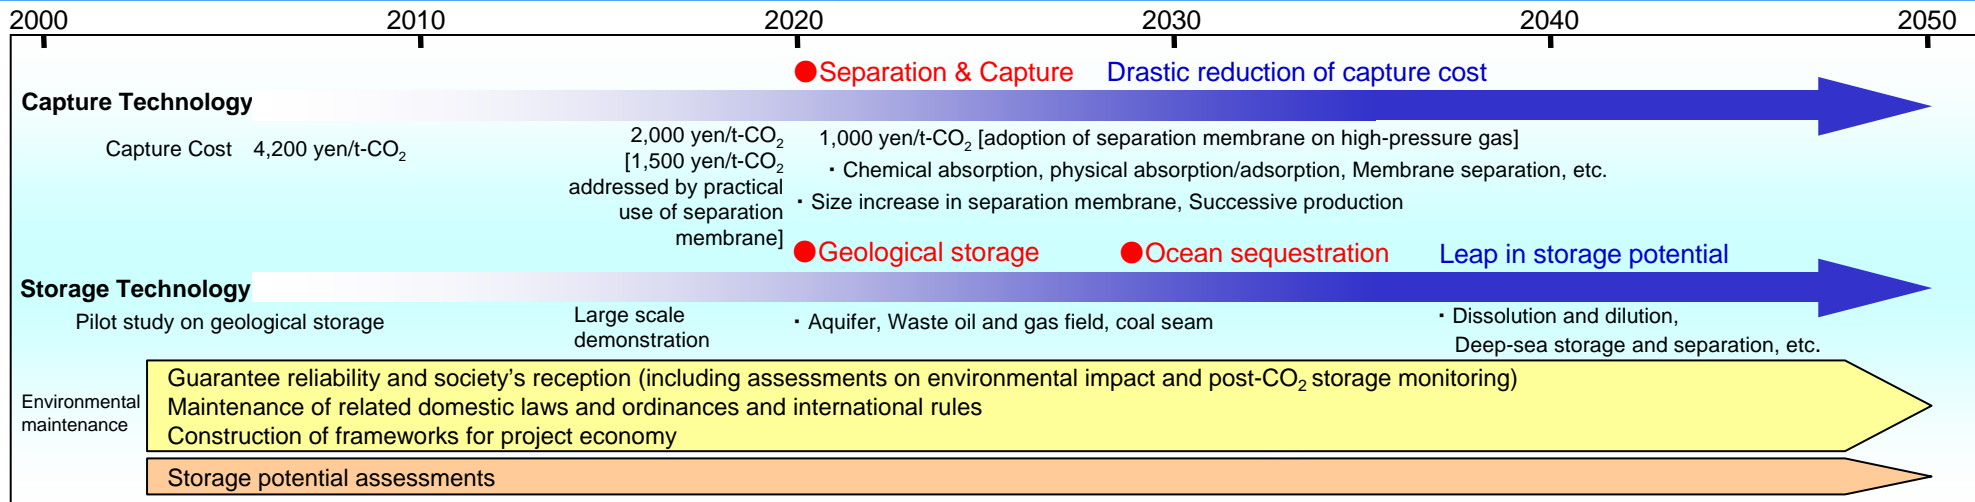 2000 2010 2020 2030 2040 2050
●Separation & Capture Drastic reduction of capture cost
Capture Technology
Capture Cost 4,200 yen/t-CO2
2,000 yen/t-CO2
[1,500 yen/t-CO2
addressed by practical
use of separation
membrane]
1,000 yen/t-CO2 [adoption of separation membrane on high-pressure gas]
・Chemical absorption, physical absorption/adsorption, Membrane separation, etc.
・Size increase in separation membrane, Successive production
●Geological storage ●Ocean sequestration Leap in storage potential
Storage Technology
Pilot study on geological storage
Large scale
demonstration
・Aquifer, Waste oil and gas field, coal seam
・Dissolution and dilution,
Deep-sea storage and separation, etc.
Environmental
maintenance
Guarantee reliability and society's reception (including assessments on environmental impact and post-CO2 storage monitoring)
Maintenance of related domestic laws and ordinances and international rules
Construction of frameworks for project economy
Storage potential assessments